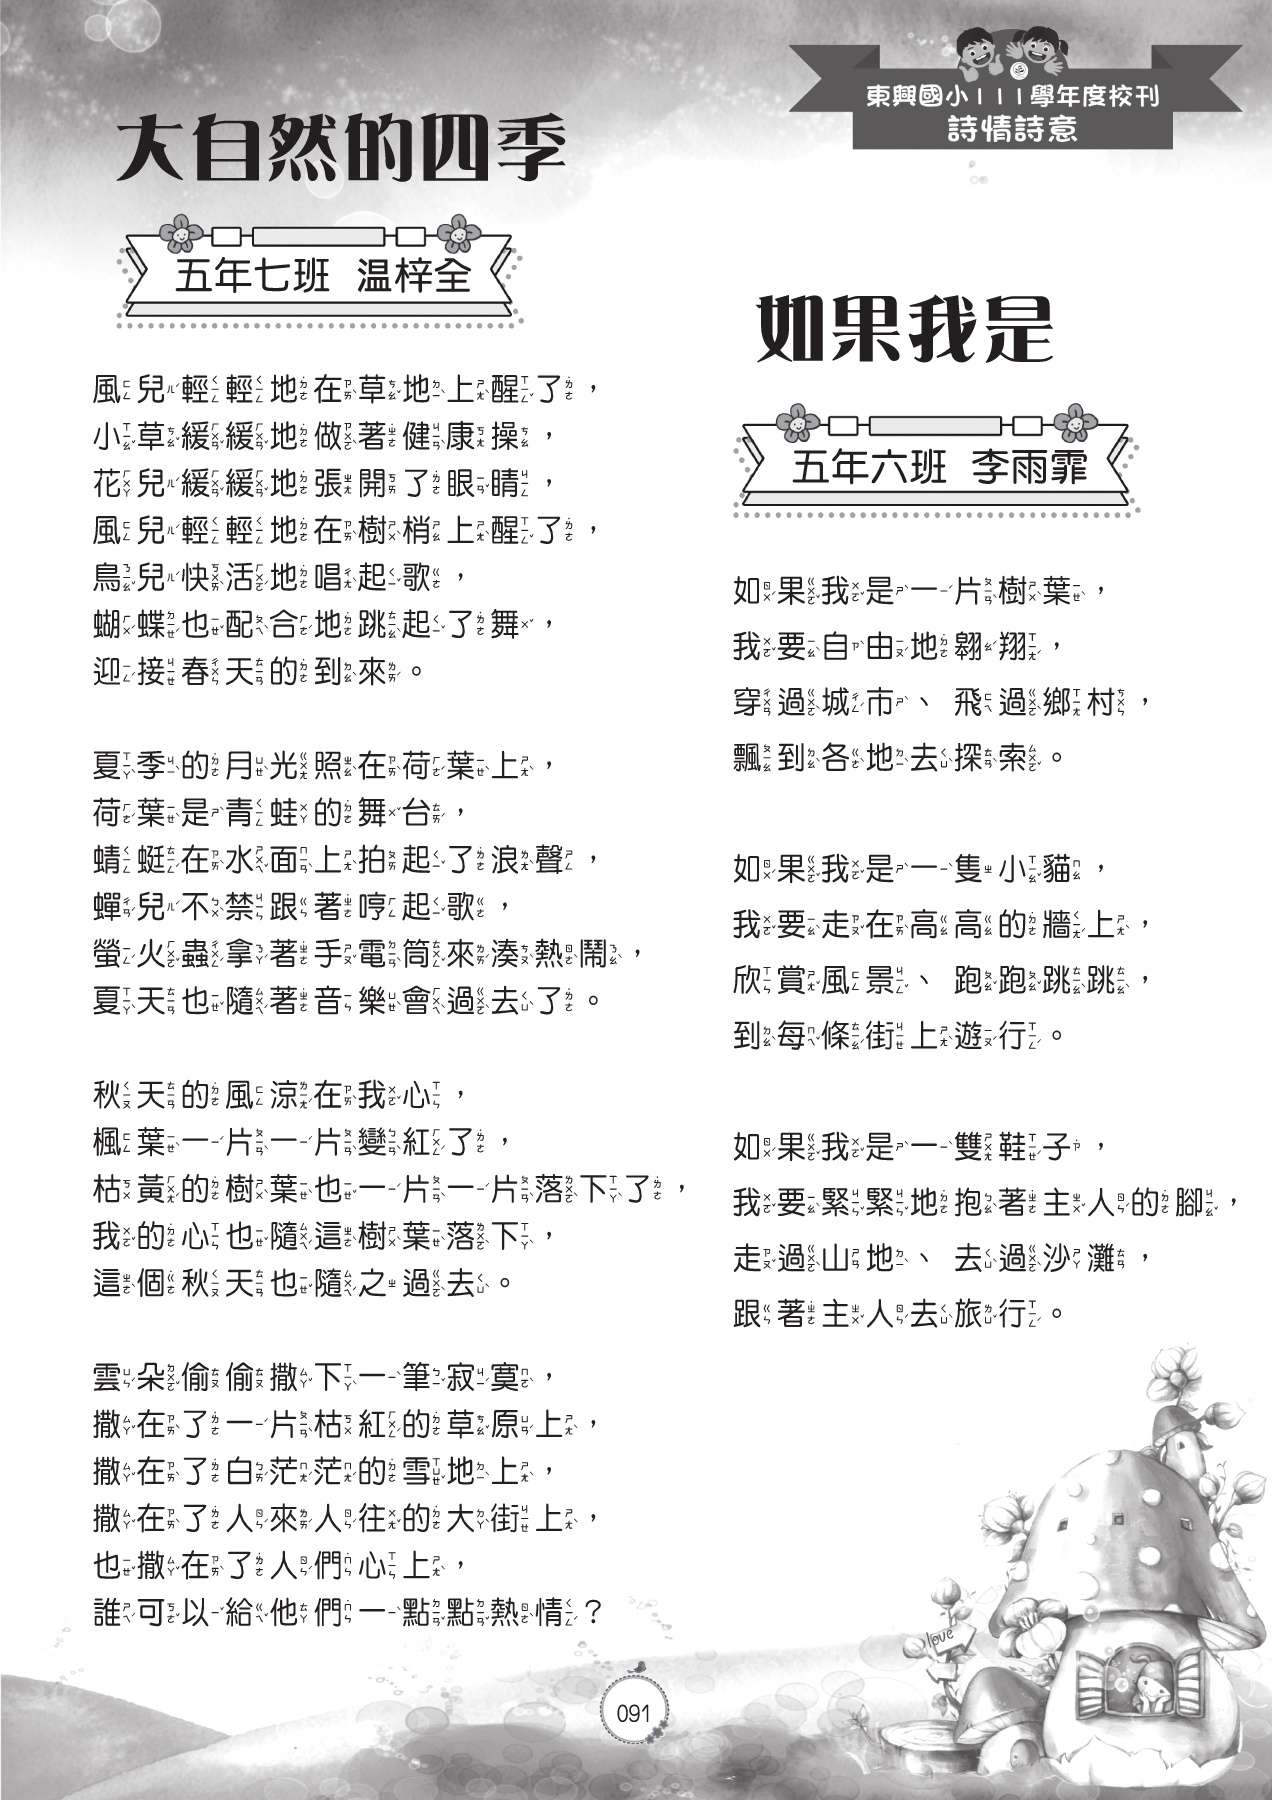 東興國小111學年度校刊
詩情詩意
大自然的四季
五年七班 温梓全
風兒輕輕地在草地上醒了，
小草緩緩地做著健康操，
花兒緩緩地張開了眼睛，
風兒輕輕地在樹梢上醒了，
鳥兒快活地唱起歌，
蝴蝶也配合地跳起了舞，
迎接春天的到來。
夏季的月光照在荷葉上，
荷葉是青蛙的舞台，
蜻蜓在水面上拍起了浪聲，
蟬兒不禁跟著哼起歌，
螢火蟲拿著手電筒來湊熱鬧，
夏天也隨著音樂會過去了。
秋天的風涼在我心，
楓葉一片一片變紅了，
枯黃的樹葉也一片一片落下了，
我的心也隨這樹葉落下，
這個秋天也隨之過去。
雲朵偷偷撒下一筆寂寞，
撒在了一片枯紅的草原上，
撒在了白茫茫的雪地上，
撒在了人來人往的大街上，
也撒在了人們心上，
誰可以給他們一點點熱情？
如果我是
五年六班 李雨霏
如果我是一片樹葉，
我要自由地翱翔，
穿過城市、飛過鄉村，
飄到各地去探索。
如果我是一隻小貓，
我要走在高高的牆上，
欣賞風景、跑跑跳跳，
到每條街上遊行。
如果我是一雙鞋子，
我要緊緊地抱著主人的腳，
走過山地、去過沙灘，
跟著主人去旅行。
love
091